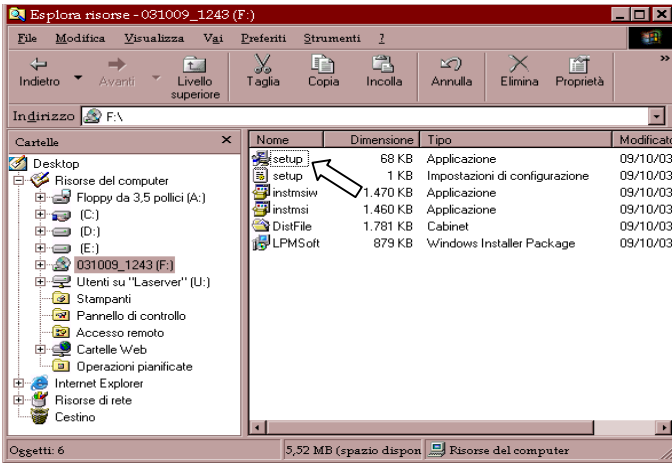 Esplora risorse - 031009_1243 (F:)
File Modifica Visualizza Vai Preferiti Strumenti ?
Indietro Avanti Livello superiore Taglia Copia Incolla Annulla Elimina Proprietà »
Indirizzo F:\
Cartelle × Nome Dimensione Tipo Modificato
Desktop
Risorse del computer
Floppy da 3,5 pollici (A:)
(C:)
(D:)
(E:)
031009_1243 (F:)
Utenti su "Laserver" (U:)
Stampanti
Pannello di controllo
Accesso remoto
Cartelle Web
Operazioni pianificate
Internet Explorer
Risorse di rete
Cestino
setup 68 KB Applicazione 09/10/03
setup 1 KB Impostazioni di configurazione 09/10/03
instmsiw 1.470 KB Applicazione 09/10/03
instmsi 1.460 KB Applicazione 09/10/03
DistFile 1.781 KB Cabinet 09/10/03
LPMSoft 879 KB Windows Installer Package 09/10/03
Oggetti: 6 5,52 MB (spazio dispon Risorse del computer